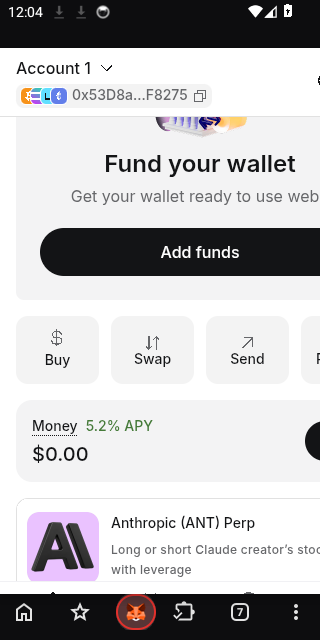 12:04
Account 1
0x53D8a...F8275
Fund your wallet
Get your wallet ready to use web
Add funds
Buy
Swap
Send
Money 5.2% APY
$0.00
Anthropic (ANT) Perp
Long or short Claude creator's stoc
with leverage
7